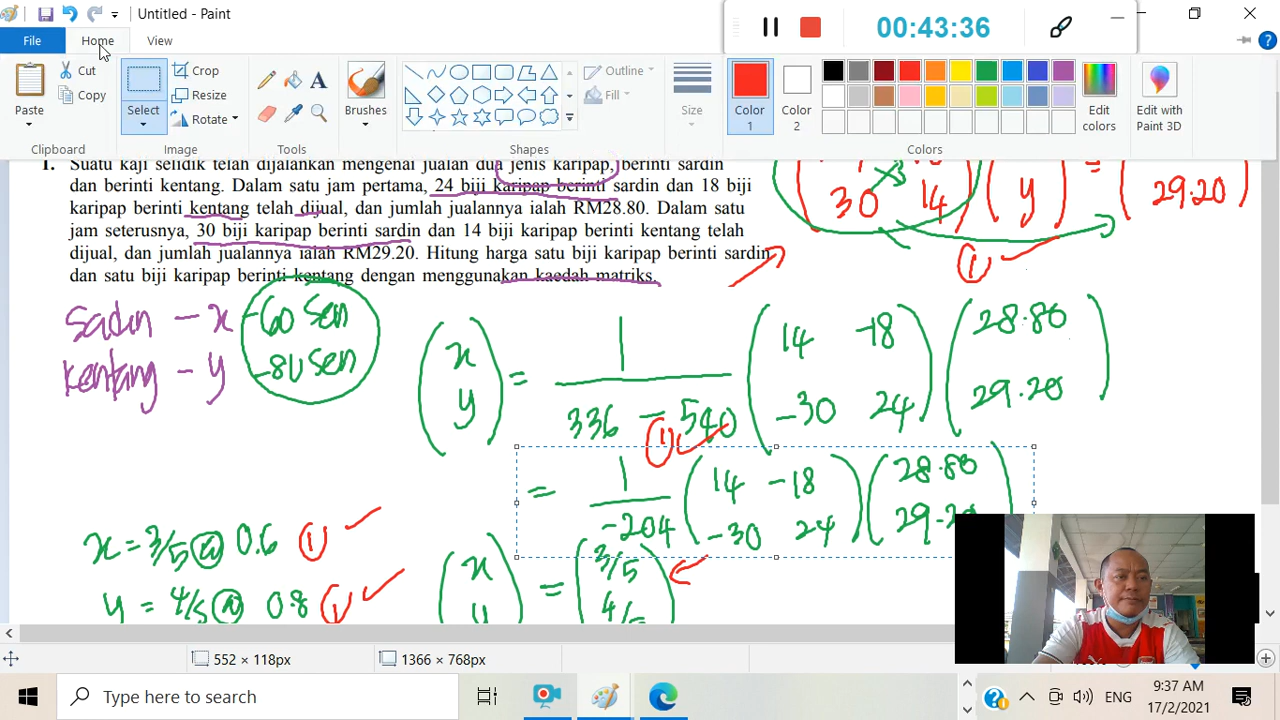 Untitled - Paint
00:43:36
File
Home
View
Cut
Copy
Paste
Clipboard
Select
Crop
Resize
Rotate
Image
Tools
Brushes
Outline
Fill
Shapes
Size
Color 1
Color 2
Edit colors
Edit with Paint 3D
Colors
1. Suatu kaji selidik telah dijalankan mengenai jualan dua jenis karipap, berinti sardin
dan berinti kentang. Dalam satu jam pertama, 24 biji karipap berinti sardin dan 18 biji
karipap berinti kentang telah dijual, dan jumlah jualannya ialah RM28.80. Dalam satu
jam seterusnya, 30 biji karipap berinti sardin dan 14 biji karipap berinti kentang telah
dijual, dan jumlah jualannya ialah RM29.20. Hitung harga satu biji karipap berinti sardin
dan satu biji karipap berinti kentang dengan menggunakan kaedah matriks.
30 14 y = 29.20
1
sadin - x -60 sen
kentang - y -80 sen
x = 1 14 -18 28.80
y 336 - 540 -30 24 29.20
1
= 1 14 -18 28.80
-204 -30 24 29.20
x = 3/5 @ 0.6 1
x = 3/5
y = 4/5 @ 0.8 1
y 4/5
552 × 118px
1366 × 768px
Type here to search
ENG
9:37 AM
17/2/2021